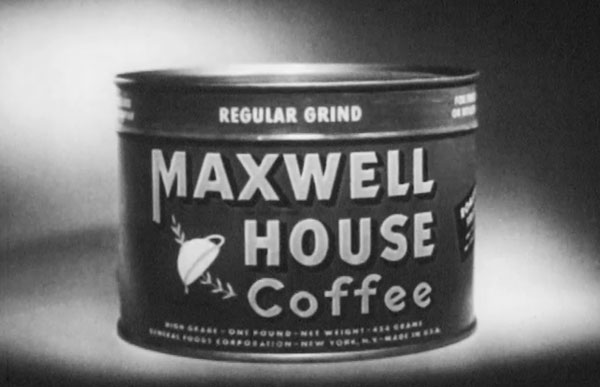 REGULAR GRIND
MAXWELL
HOUSE
Coffee
HIGH GRADE - ONE POUND - NET WEIGHT - 454 GRAMS
GENERAL FOODS CORPORATION - NEW YORK, N.Y. - MADE IN U.S.A.